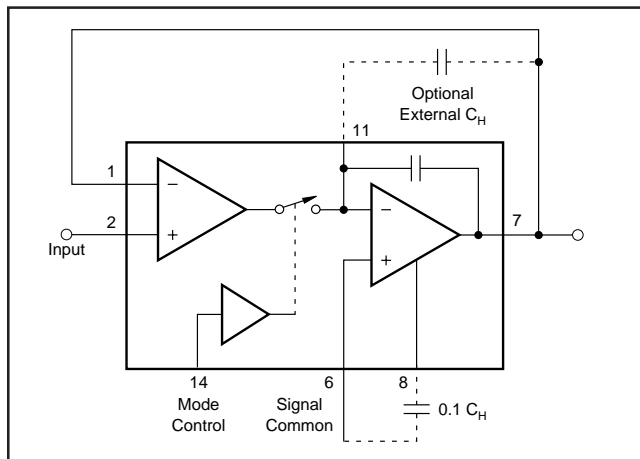 Optional
External C_H
11
1
−
2
+
Input
−
+
7
14
6
8
Mode
Control
Signal
Common
0.1 C_H